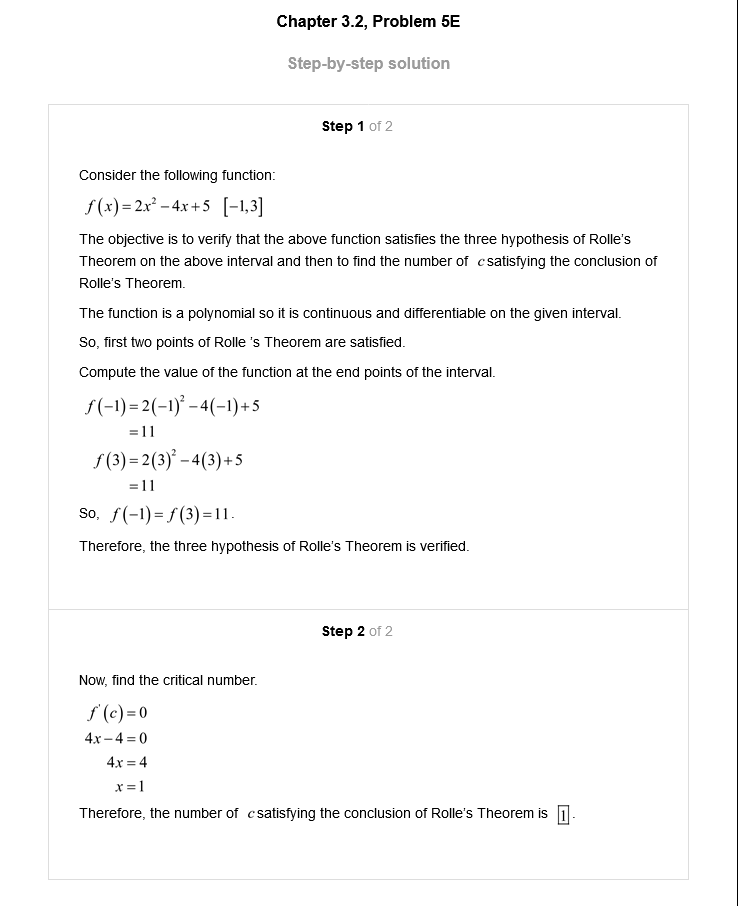 Chapter 3.2, Problem 5E
Step-by-step solution
Step 1 of 2
Consider the following function:
f(x)=2x²−4x+5 [−1,3]
The objective is to verify that the above function satisfies the three hypothesis of Rolle's
Theorem on the above interval and then to find the number of c satisfying the conclusion of
Rolle's Theorem.
The function is a polynomial so it is continuous and differentiable on the given interval.
So, first two points of Rolle 's Theorem are satisfied.
Compute the value of the function at the end points of the interval.
f(−1)=2(−1)²−4(−1)+5
=11
f(3)=2(3)²−4(3)+5
=11
So, f(−1)=f(3)=11.
Therefore, the three hypothesis of Rolle's Theorem is verified.
Step 2 of 2
Now, find the critical number.
f'(c)=0
4x−4=0
4x=4
x=1
Therefore, the number of c satisfying the conclusion of Rolle's Theorem is 1.